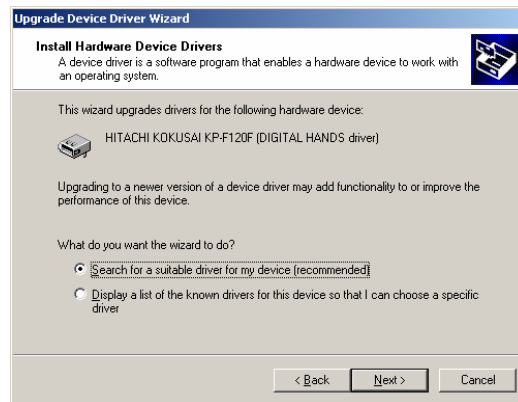 Upgrade Device Driver Wizard
Install Hardware Device Drivers
A device driver is a software program that enables a hardware device to work with
an operating system.
This wizard upgrades drivers for the following hardware device:
HITACHI KOKUSAI KP-F120F (DIGITAL HANDS driver)
Upgrading to a newer version of a device driver may add functionality to or improve the
performance of this device.
What do you want the wizard to do?
Search for a suitable driver for my device (recommended)
Display a list of the known drivers for this device so that I can choose a specific
driver
< Back Next > Cancel